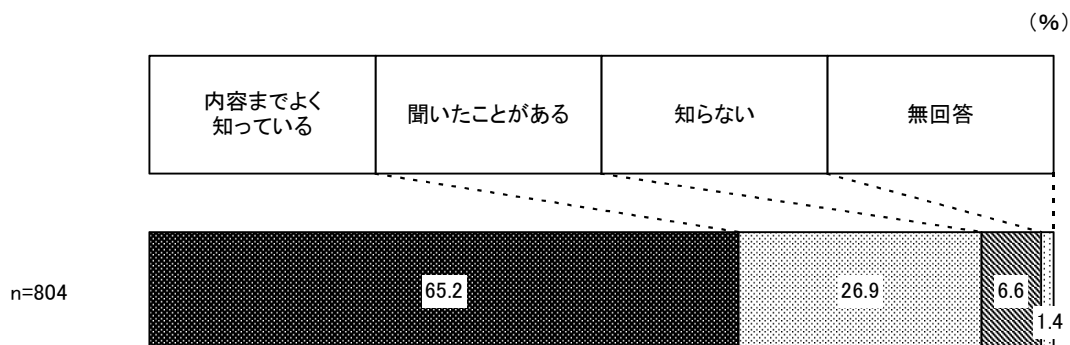 (%)
内容までよく
知っている
聞いたことがある
知らない
無回答
n=804
65.2
26.9
6.6
1.4